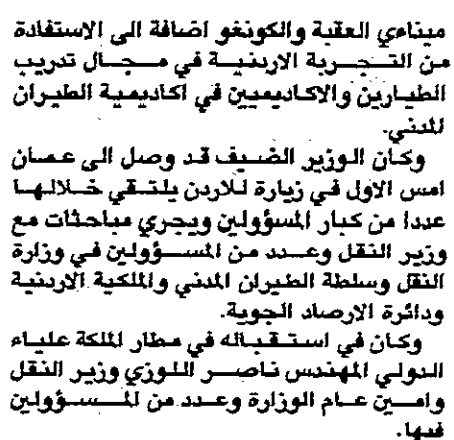 ميناءي العقبة والكونغو اضافة الى الاستفادة
من التجربة الاردنية في مجال تدريب
الطيارين والاكاديميين في اكاديمية الطيران
المدني.
وكان الوزير الضيف قد وصل الى عمان
امس الاول في زيارة للاردن يلتقي خلالها
عددا من كبار المسؤولين ويجري مباحثات مع
وزير النقل وعدد من المسؤولين في وزارة
النقل وسلطة الطيران المدني والملكية الاردنية
ودائرة الارصاد الجوية.
وكان في استقباله في مطار الملكة علياء
الدولي المهندس ناصر اللوزي وزير النقل
وامين عام الوزارة وعدد من المسؤولين
فيها.